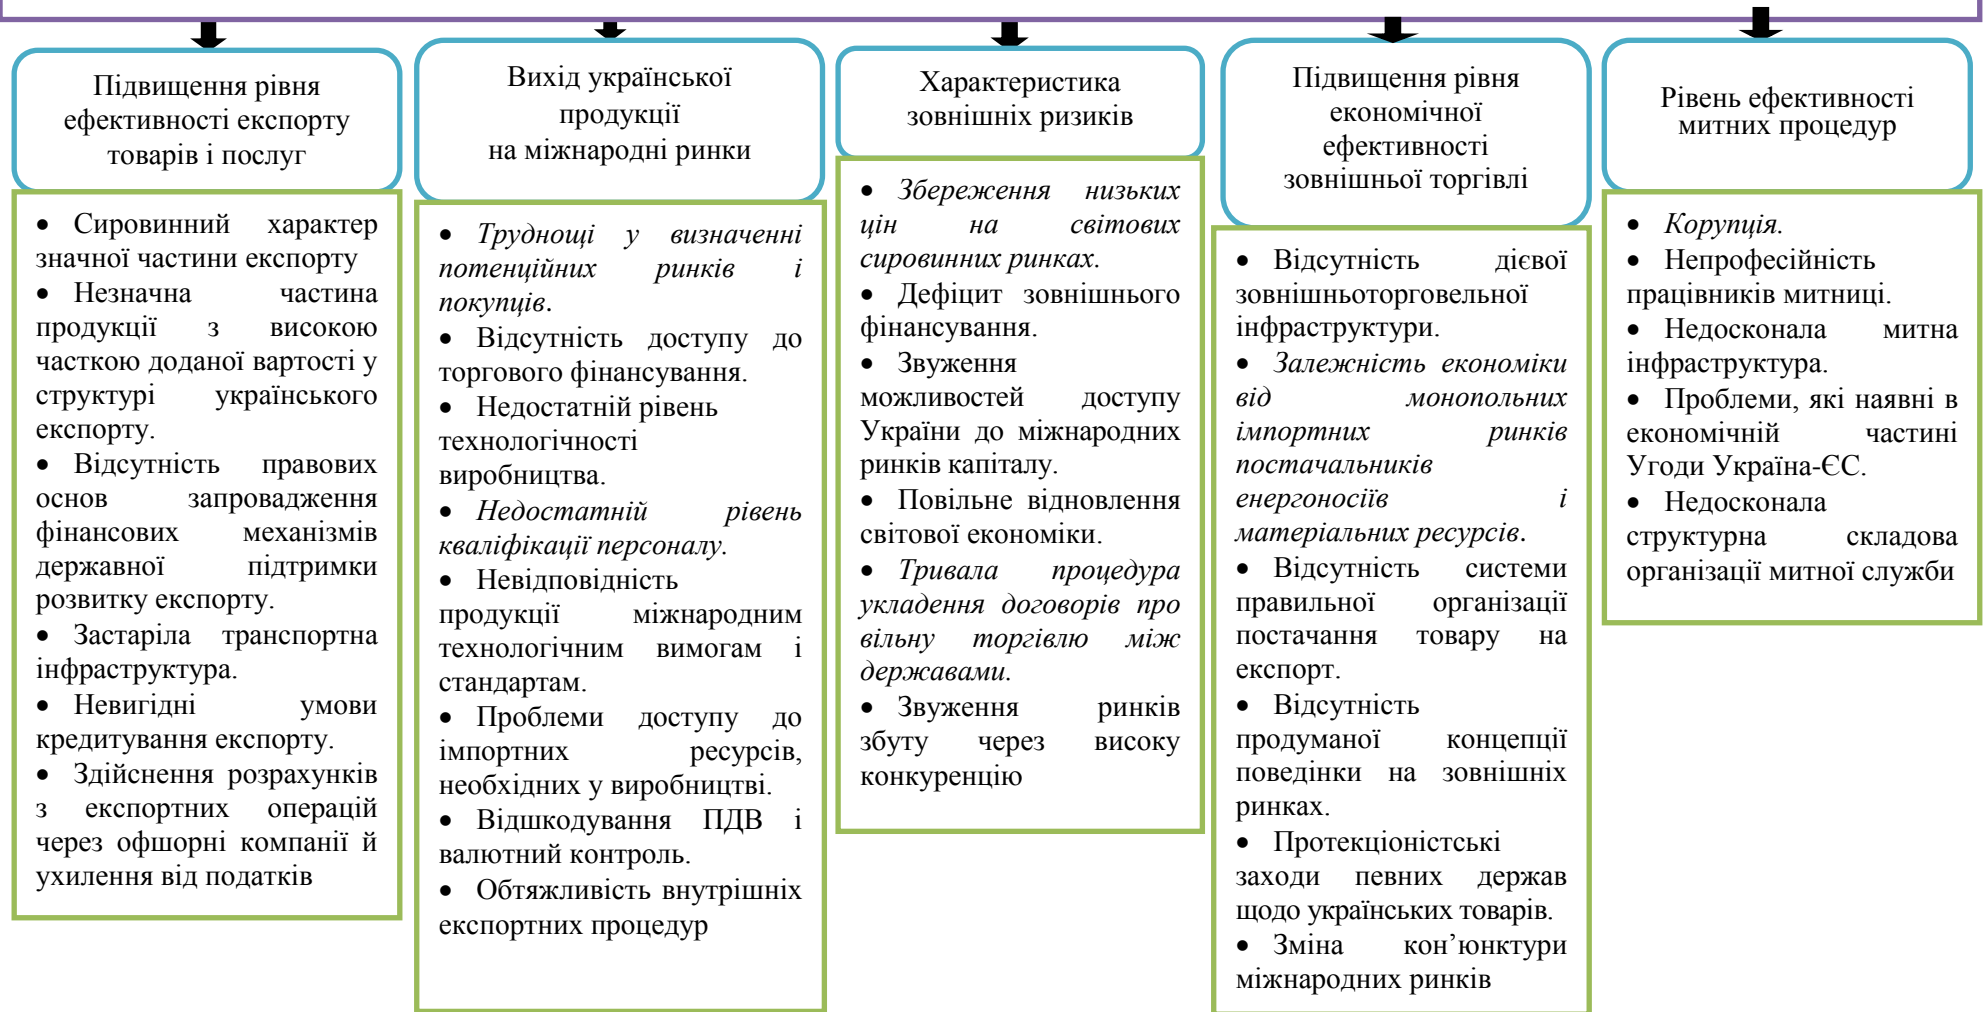 Підвищення рівня
ефективності експорту
товарів і послуг
• Сировинний характер
значної частини експорту
• Незначна частина
продукції з високою
часткою доданої вартості у
структурі українського
експорту.
• Відсутність правових
основ запровадження
фінансових механізмів
державної підтримки
розвитку експорту.
• Застаріла транспортна
інфраструктура.
• Невигідні умови
кредитування експорту.
• Здійснення розрахунків
з експортних операцій
через офшорні компанії й
ухилення від податків
Вихід української
продукції
на міжнародні ринки
• Труднощі у визначенні
потенційних ринків і
покупців.
• Відсутність доступу до
торгового фінансування.
• Недостатній рівень
технологічності
виробництва.
• Недостатній рівень
кваліфікації персоналу.
• Невідповідність
продукції міжнародним
технологічним вимогам і
стандартам.
• Проблеми доступу до
імпортних ресурсів,
необхідних у виробництві.
• Відшкодування ПДВ і
валютний контроль.
• Обтяжливість внутрішніх
експортних процедур
Характеристика
зовнішніх ризиків
• Збереження низьких
цін на світових
сировинних ринках.
• Дефіцит зовнішнього
фінансування.
• Звуження
можливостей доступу
України до міжнародних
ринків капіталу.
• Повільне відновлення
світової економіки.
• Тривала процедура
укладення договорів про
вільну торгівлю між
державами.
• Звуження ринків
збуту через високу
конкуренцію
Підвищення рівня
економічної
ефективності
зовнішньої торгівлі
• Відсутність дієвої
зовнішньоторговельної
інфраструктури.
• Залежність економіки
від монопольних
імпортних ринків
постачальників
енергоносіїв і
матеріальних ресурсів.
• Відсутність системи
правильної організації
постачання товару на
експорт.
• Відсутність
продуманої концепції
поведінки на зовнішніх
ринках.
• Протекціоністські
заходи певних держав
щодо українських товарів.
• Зміна кон’юнктури
міжнародних ринків
Рівень ефективності
митних процедур
• Корупція.
• Непрофесійність
працівників митниці.
• Недосконала митна
інфраструктура.
• Проблеми, які наявні в
економічній частині
Угоди Україна-ЄС.
• Недосконала
структурна складова
організації митної служби